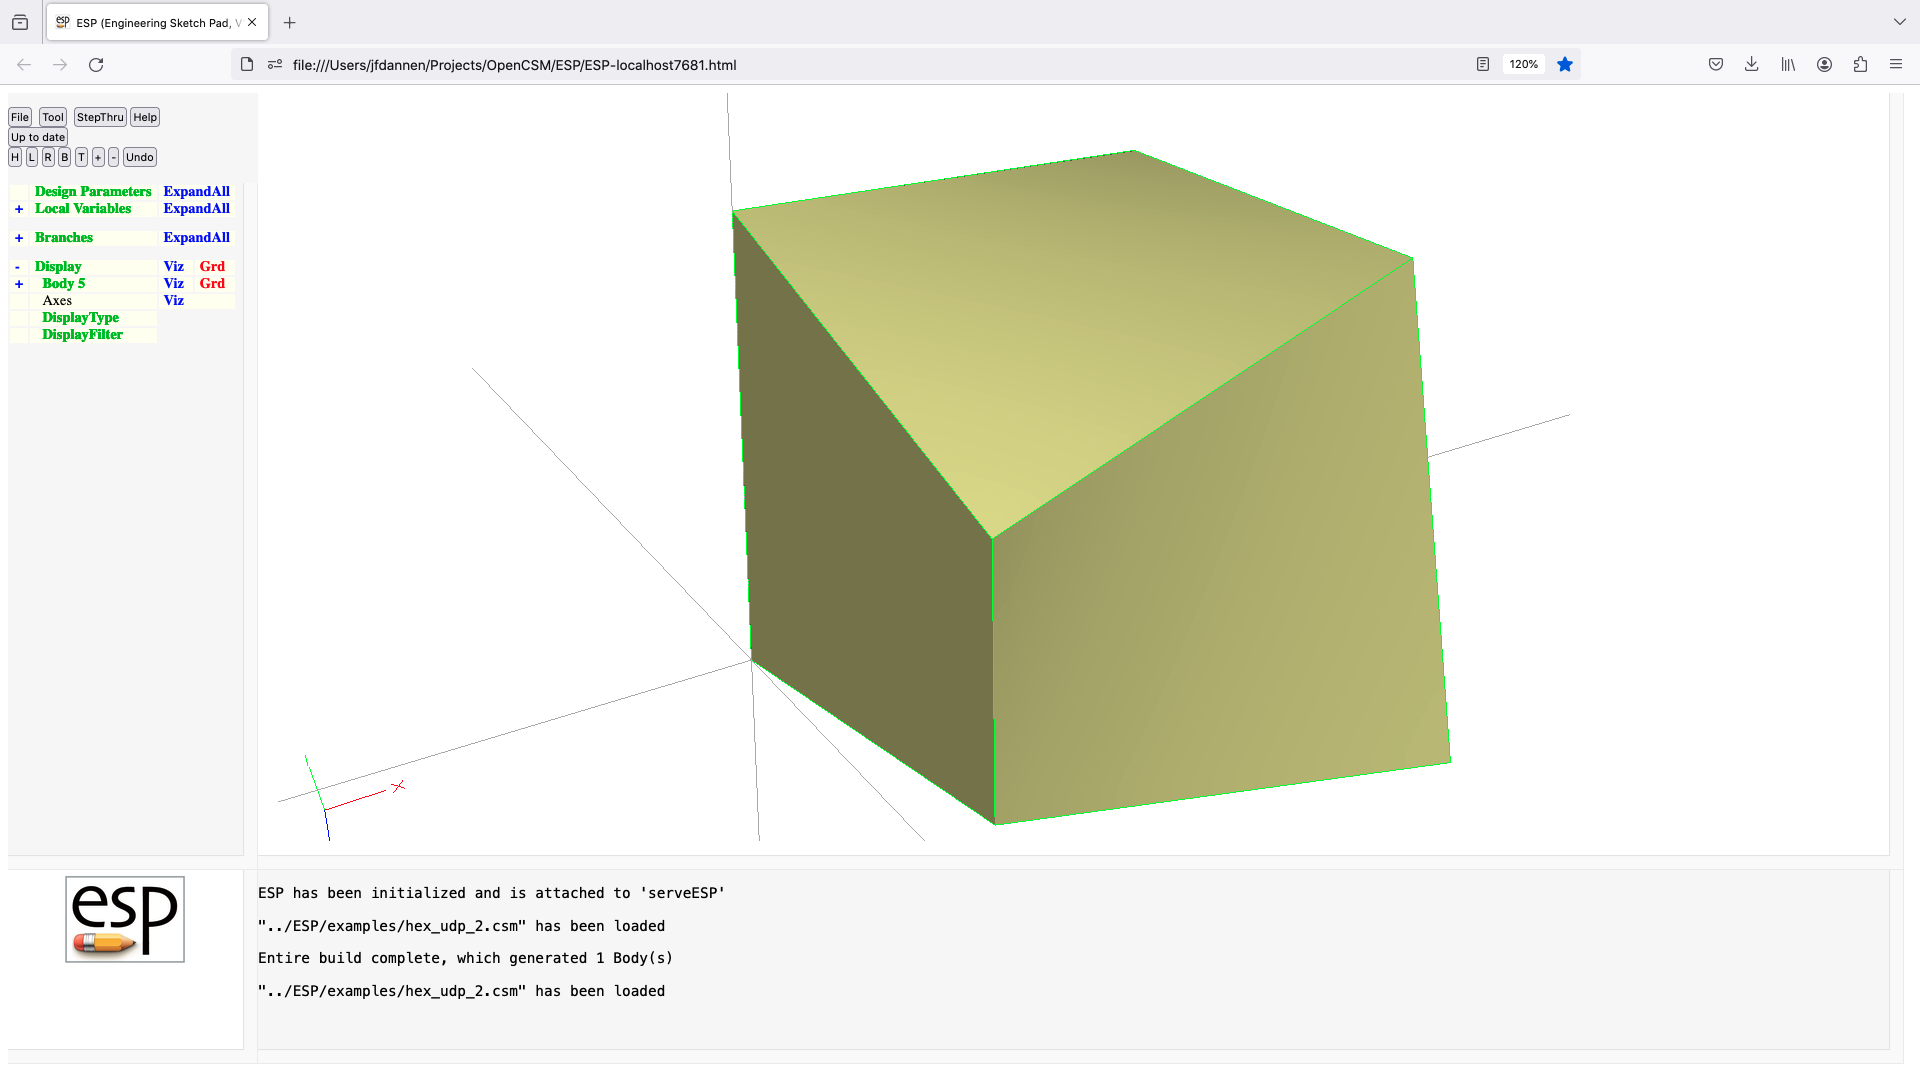 ESP (Engineering Sketch Pad, V
file:///Users/jfdannen/Projects/OpenCSM/ESP/ESP-localhost7681.html
120%
File Tool StepThru Help
Up to date
H L R B T + - Undo
Design Parameters ExpandAll
+ Local Variables ExpandAll
+ Branches ExpandAll
- Display Viz Grd
+ Body 5 Viz Grd
Axes Viz
DisplayType
DisplayFilter
X
esp
ESP has been initialized and is attached to 'serveESP'
"../ESP/examples/hex_udp_2.csm" has been loaded
Entire build complete, which generated 1 Body(s)
"../ESP/examples/hex_udp_2.csm" has been loaded